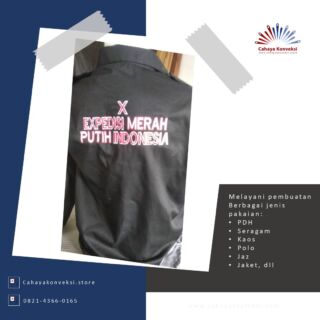 Cahaya Konveksi
X
EXPEDISI MERAH
PUTIH INDONESIA
Melayani pembuatan
Berbagai jenis
pakaian:
• PDH
• Seragam
• Kaos
• Polo
• Jaz
• Jaket, dll
Cahayakonveksi.store
0821-4366-0165